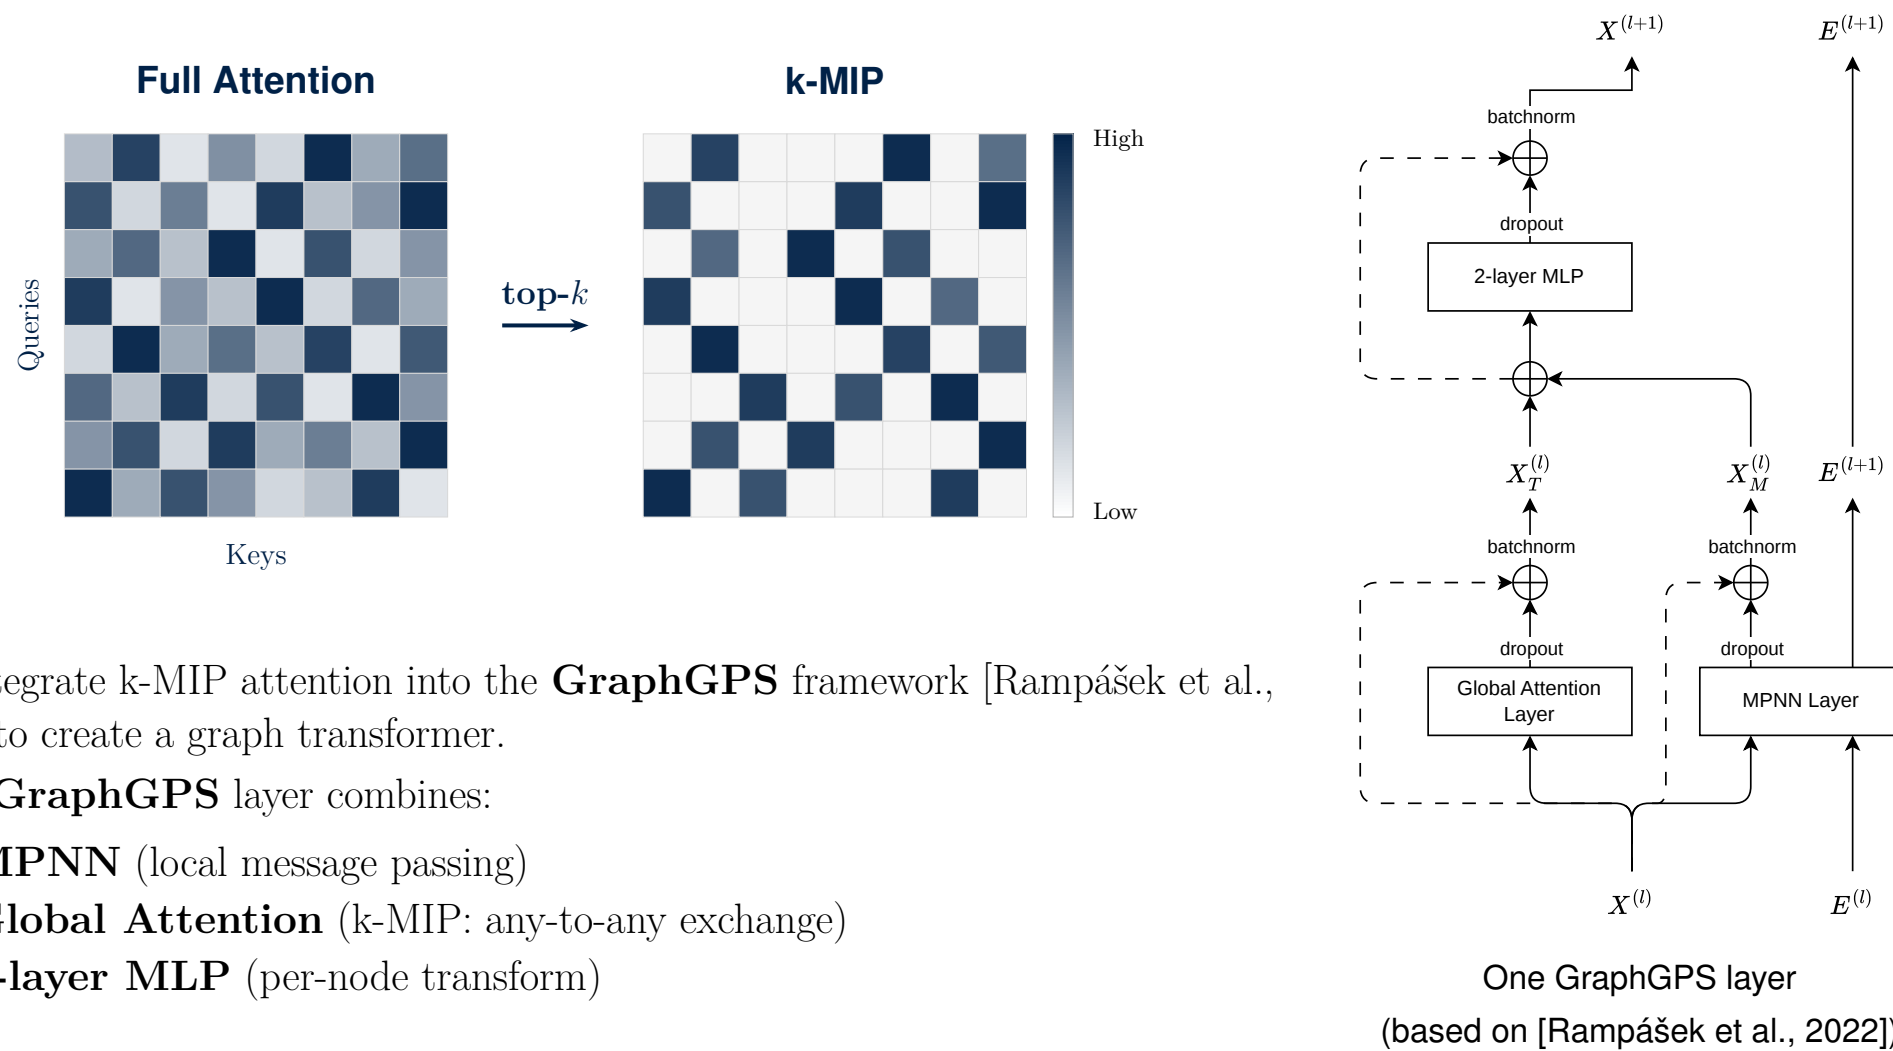 Full Attention
k-MIP
High
Low
Queries
Keys
top-k
tegrate k-MIP attention into the GraphGPS framework [Rampášek et al.,
to create a graph transformer.
GraphGPS layer combines:
MPNN (local message passing)
Global Attention (k-MIP: any-to-any exchange)
-layer MLP (per-node transform)
X^{(l+1)}
E^{(l+1)}
batchnorm
dropout
2-layer MLP
X_T^{(l)}
X_M^{(l)}
E^{(l+1)}
batchnorm
batchnorm
dropout
dropout
Global Attention
Layer
MPNN Layer
X^{(l)}
E^{(l)}
One GraphGPS layer
(based on [Rampášek et al., 2022])